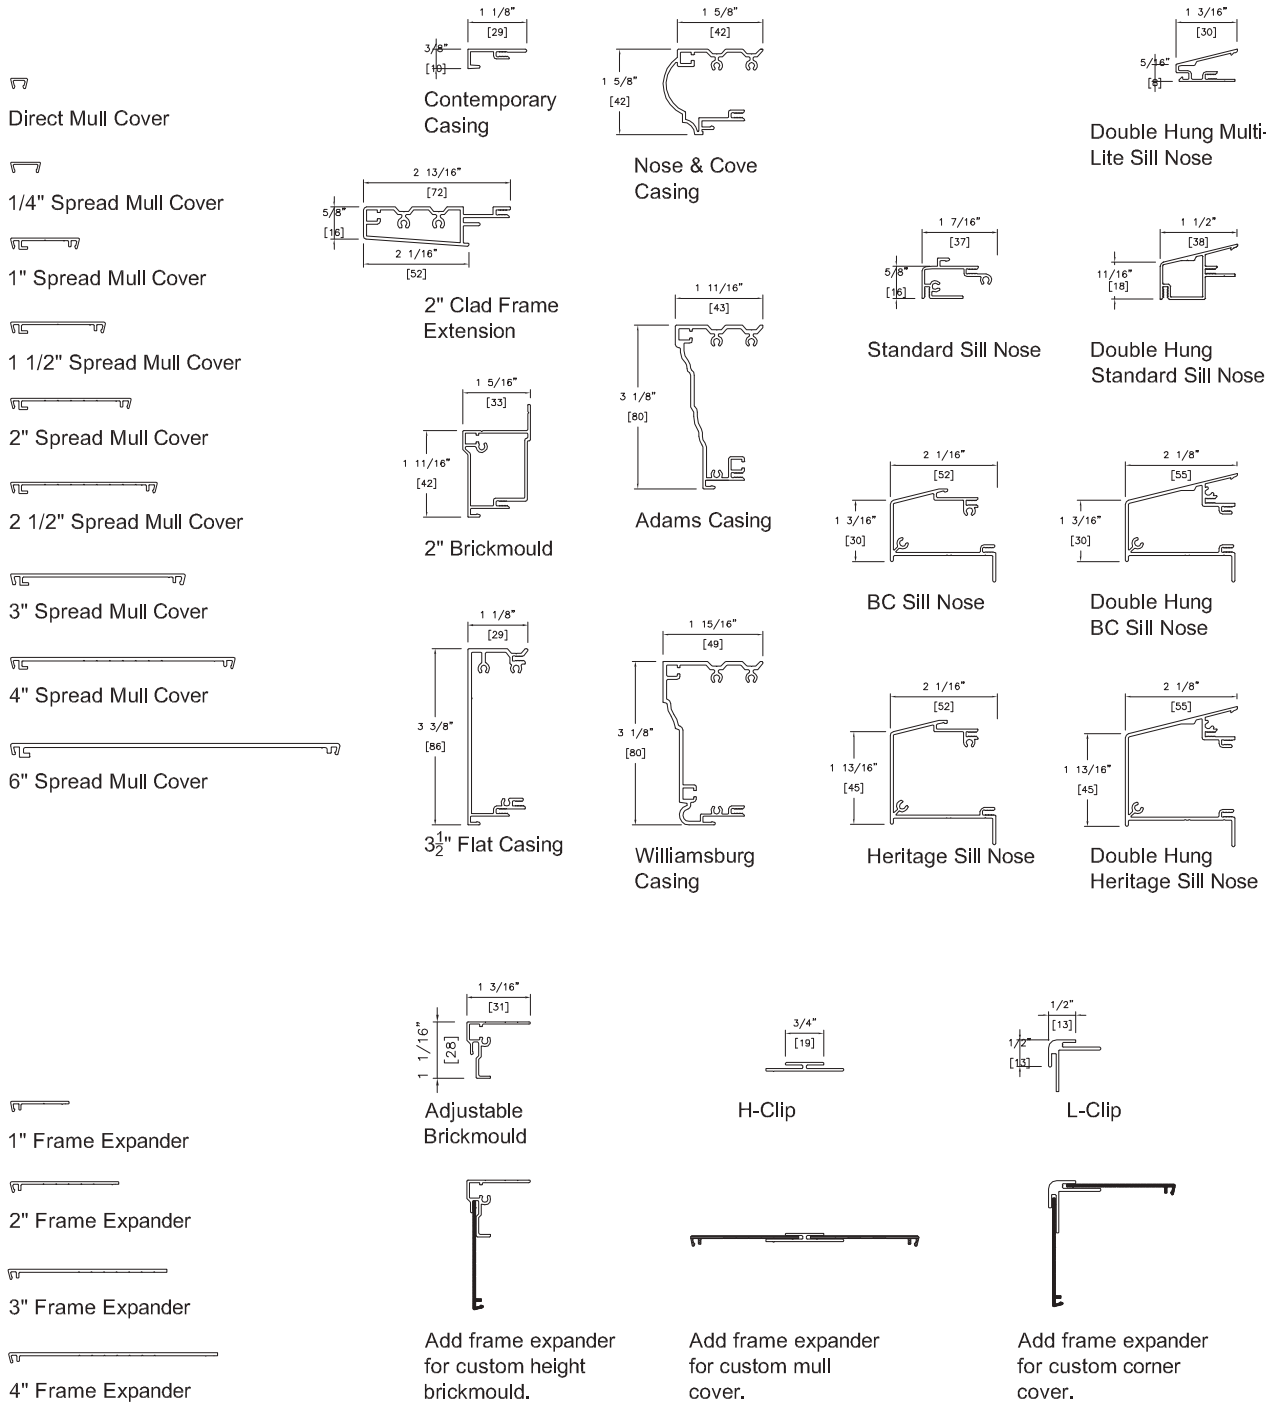 Direct Mull Cover
1/4" Spread Mull Cover
1" Spread Mull Cover
1 1/2" Spread Mull Cover
2" Spread Mull Cover
2 1/2" Spread Mull Cover
3" Spread Mull Cover
4" Spread Mull Cover
6" Spread Mull Cover
1 1/8"
[29]
3/8"
[10]
Contemporary
Casing
2 13/16"
[72]
5/8"
[16]
2 1/16"
[52]
2" Clad Frame
Extension
1 5/16"
[33]
1 11/16"
[42]
2" Brickmould
1 1/8"
[29]
3 3/8"
[86]
3½" Flat Casing
1 5/8"
[42]
1 5/8"
[42]
Nose & Cove
Casing
1 11/16"
[43]
3 1/8"
[80]
Adams Casing
1 15/16"
[49]
3 1/8"
[80]
Williamsburg
Casing
1 7/16"
[37]
5/8"
[16]
Standard Sill Nose
2 1/16"
[52]
1 3/16"
[30]
BC Sill Nose
2 1/16"
[52]
1 13/16"
[45]
Heritage Sill Nose
1 3/16"
[30]
5/16"
[8]
Double Hung Multi-
Lite Sill Nose
1 1/2"
[38]
11/16"
[18]
Double Hung
Standard Sill Nose
2 1/8"
[55]
1 3/16"
[30]
Double Hung
BC Sill Nose
2 1/8"
[55]
1 13/16"
[45]
Double Hung
Heritage Sill Nose
1" Frame Expander
2" Frame Expander
3" Frame Expander
4" Frame Expander
1 3/16"
[31]
1 1/16"
[28]
Adjustable
Brickmould
Add frame expander
for custom height
brickmould.
3/4"
[19]
H-Clip
Add frame expander
for custom mull
cover.
1/2"
[13]
1/2"
[13]
L-Clip
Add frame expander
for custom corner
cover.